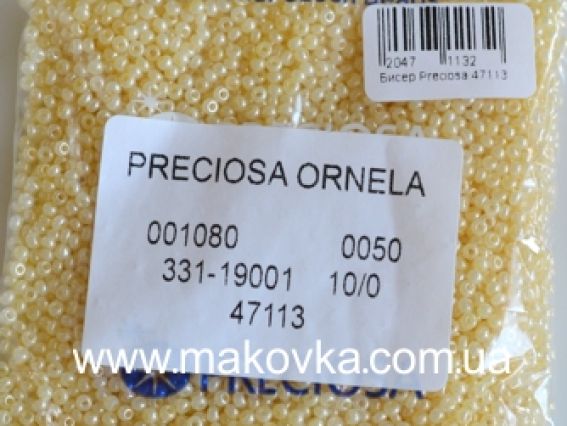 2047 1132
Бисер Preciosa 47113
PRECIOSA ORNELA
001080 0050
331-19001 10/0
47113
www.makovka.com.ua
PRECIOSA